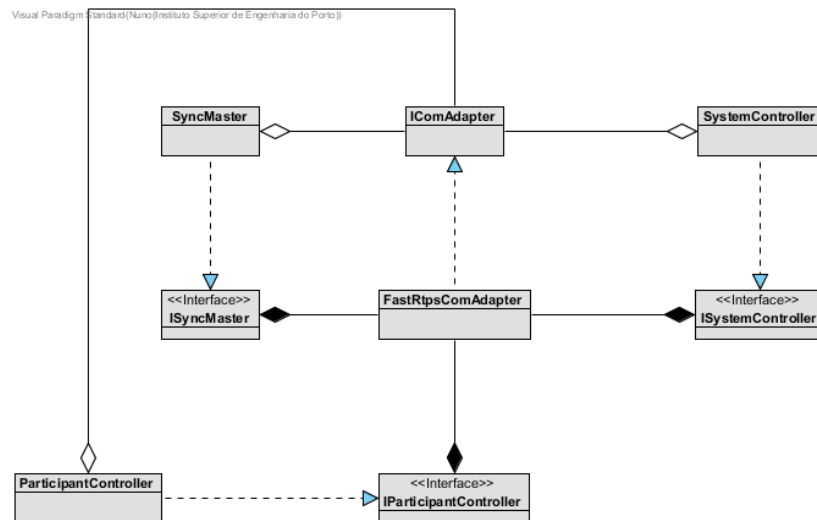 Visual Paradigm Standard(Nuno(Instituto Superior de Engenharia do Porto))
SyncMaster
IComAdapter
SystemController
<<Interface>>
ISyncMaster
FastRtpsComAdapter
<<Interface>>
ISystemController
ParticipantController
<<Interface>>
IParticipantController